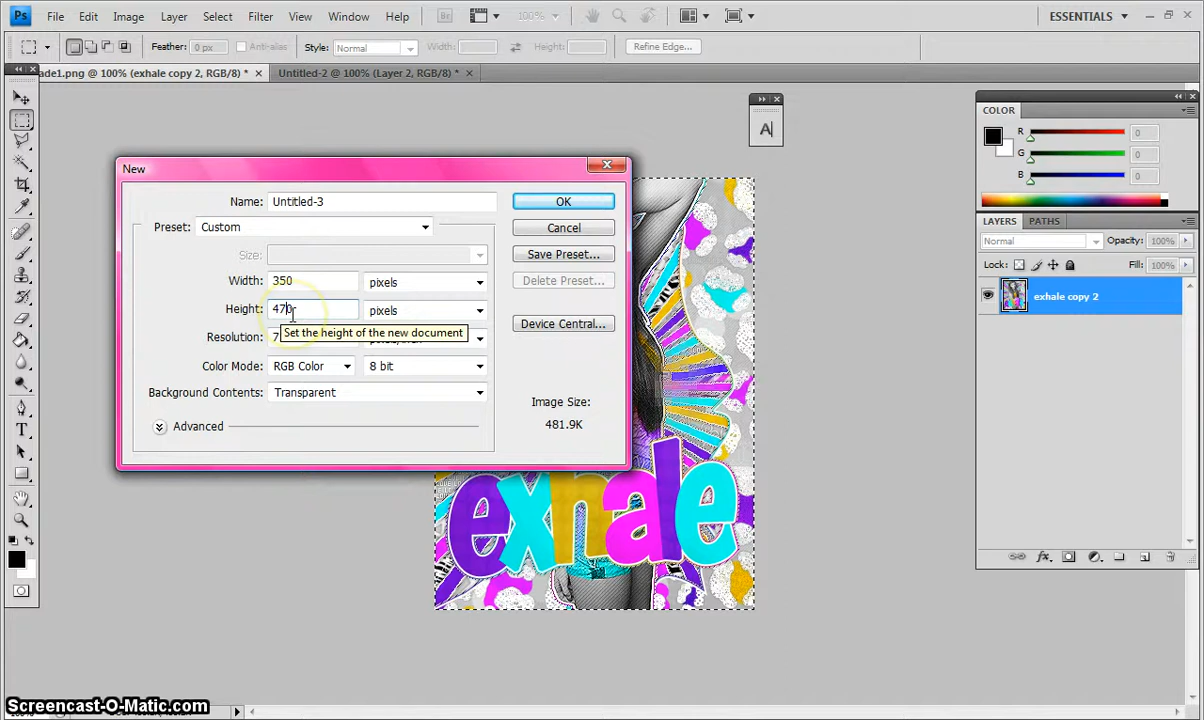 Ps File Edit Image Layer Select Filter Analysis View Window Help Br 100% ESSENTIALS
Feather: 0 px Anti-alias Style: Normal Width: Height: Refine Edge...
ade1.png @ 100% (exhale copy 2, RGB/8) * Untitled-2 @ 100% (Layer 2, RGB/8) *
A
COLOR
R 0
G 0
B 0
New
Name: Untitled-3 OK
Preset: Custom Cancel
Size: Save Preset...
Width: 350 pixels Delete Preset...
Height: 470 pixels
Set the height of the new document
Device Central...
Resolution: 7
Color Mode: RGB Color 8 bit
Background Contents: Transparent
Image Size:
481.9K
Advanced
LAYERS PATHS
Normal Opacity: 100%
Lock: Fill: 100%
exhale copy 2
exhale
fx
Screencast-O-Matic.com